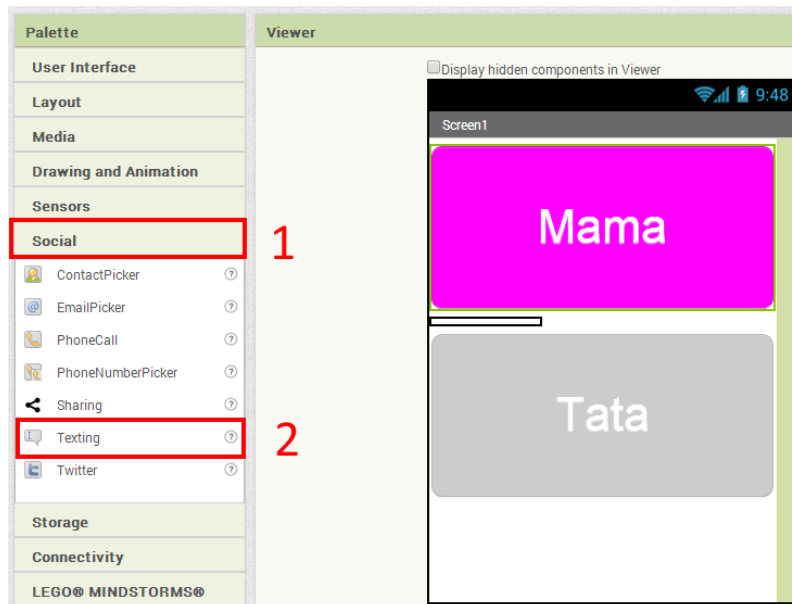 Palette
User Interface
Layout
Media
Drawing and Animation
Sensors
Social
1
ContactPicker ?
EmailPicker ?
PhoneCall ?
PhoneNumberPicker ?
Sharing ?
Texting ?
2
Twitter ?
Storage
Connectivity
LEGO® MINDSTORMS®
Viewer
Display hidden components in Viewer
9:48
Screen1
Mama
Tata